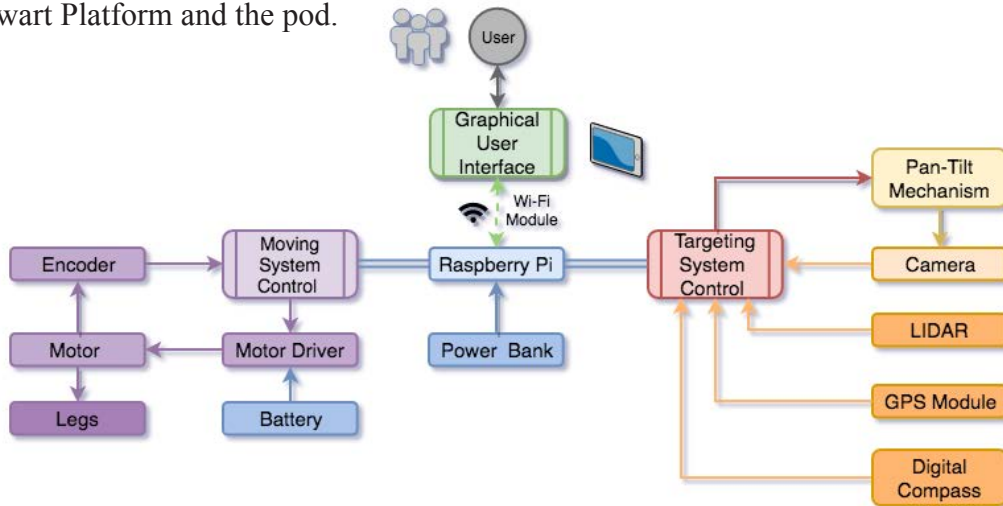 wart Platform and the pod.
User
Graphical
User
Interface
Wi-Fi
Module
Pan-Tilt
Mechanism
Encoder
Moving
System
Control
Raspberry Pi
Targeting
System
Control
Camera
LIDAR
Motor
Motor Driver
Power Bank
GPS Module
Legs
Battery
Digital
Compass